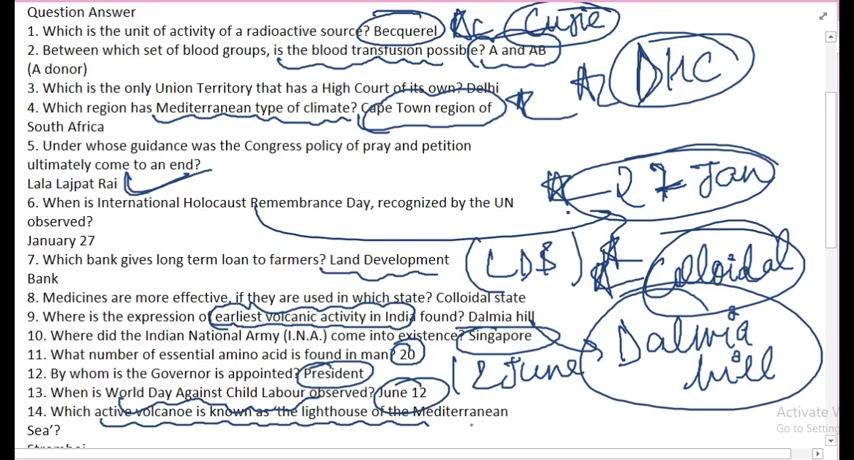 Question Answer
1. Which is the unit of activity of a radioactive source? Becquerel
Curie
2. Between which set of blood groups, is the blood transfusion possible? A and AB
(A donor)
DHC
3. Which is the only Union Territory that has a High Court of its own? Delhi
4. Which region has Mediterranean type of climate? Cape Town region of
South Africa
5. Under whose guidance was the Congress policy of pray and petition
ultimately come to an end?
Lala Lajpat Rai
27 Jan
6. When is International Holocaust Remembrance Day, recognized by the UN
observed?
January 27
7. Which bank gives long term loan to farmers? Land Development
Bank
(LDB)
Colloidal
8. Medicines are more effective, if they are used in which state? Colloidal state
9. Where is the expression of earliest volcanic activity in India found? Dalmia hill
10. Where did the Indian National Army (I.N.A.) come into existence? Singapore
Dalmia
hill
11. What number of essential amino acid is found in man? 20
12. By whom is the Governor is appointed? President
12 June
13. When is World Day Against Child Labour observed? June 12
14. Which active volcanoe is known as 'the lighthouse of the Mediterranean
Sea'?
Activate
Go to Setting